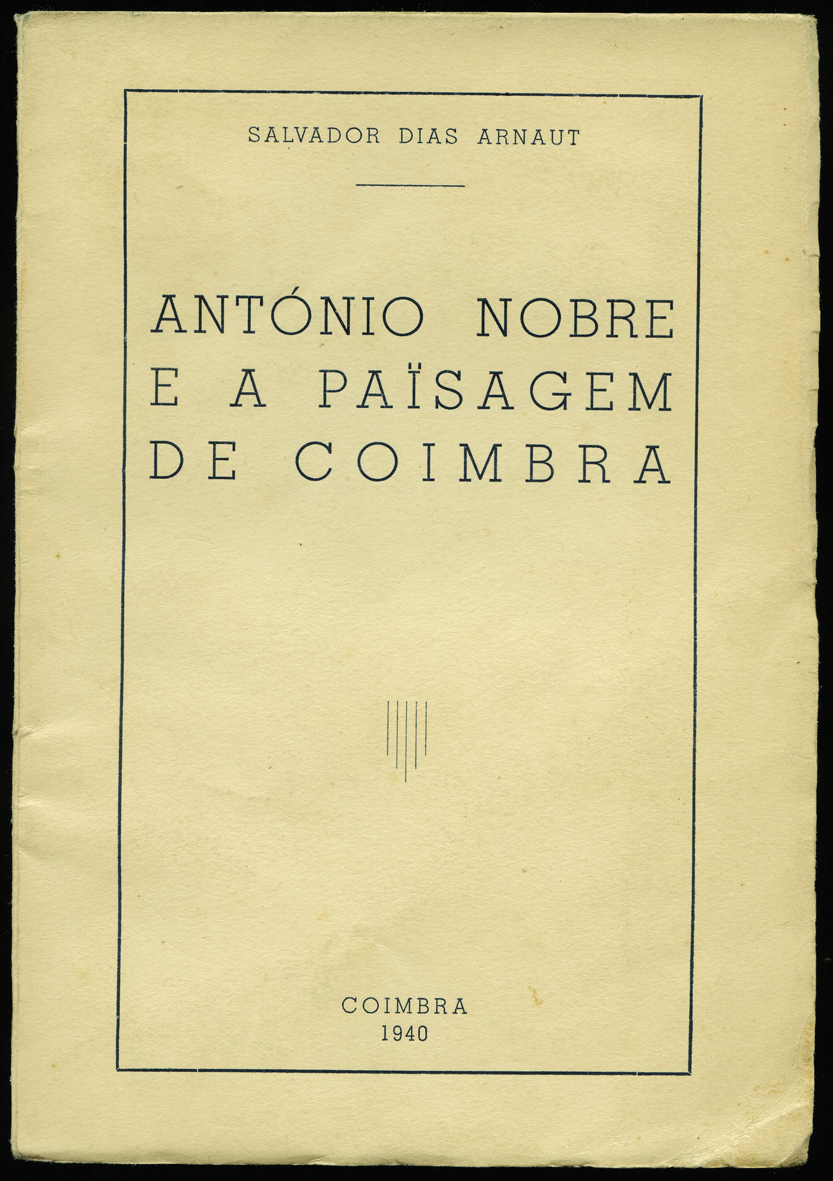 SALVADOR DIAS ARNAUT
ANTÓNIO NOBRE
E A PAÏSAGEM
DE COIMBRA
COIMBRA
1940